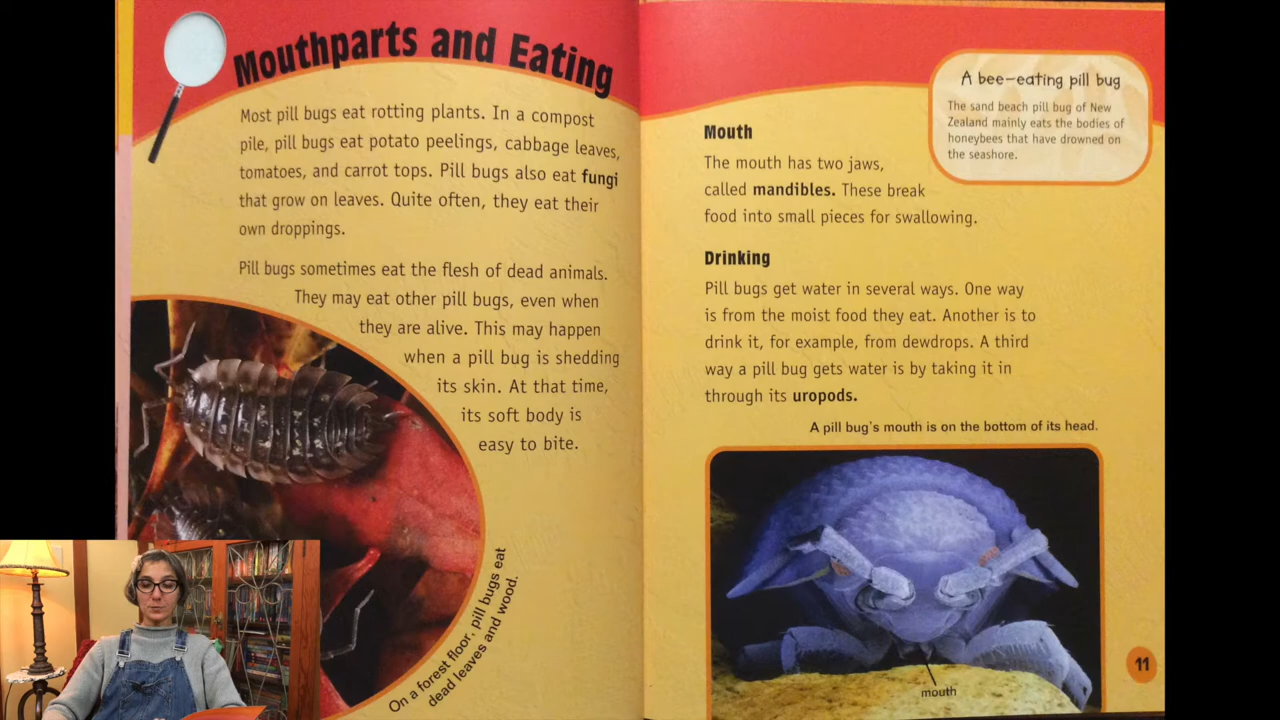 Mouthparts and Eating
Most pill bugs eat rotting plants. In a compost
pile, pill bugs eat potato peelings, cabbage leaves,
tomatoes, and carrot tops. Pill bugs also eat fungi
that grow on leaves. Quite often, they eat their
own droppings.
Pill bugs sometimes eat the flesh of dead animals.
They may eat other pill bugs, even when
they are alive. This may happen
when a pill bug is shedding
its skin. At that time,
its soft body is
easy to bite.
On a forest floor, pill bugs eat
dead leaves and wood.
A bee-eating pill bug
The sand beach pill bug of New
Zealand mainly eats the bodies of
honeybees that have drowned on
the seashore.
Mouth
The mouth has two jaws,
called mandibles. These break
food into small pieces for swallowing.
Drinking
Pill bugs get water in several ways. One way
is from the moist food they eat. Another is to
drink it, for example, from dewdrops. A third
way a pill bug gets water is by taking it in
through its uropods.
A pill bug's mouth is on the bottom of its head.
mouth
11